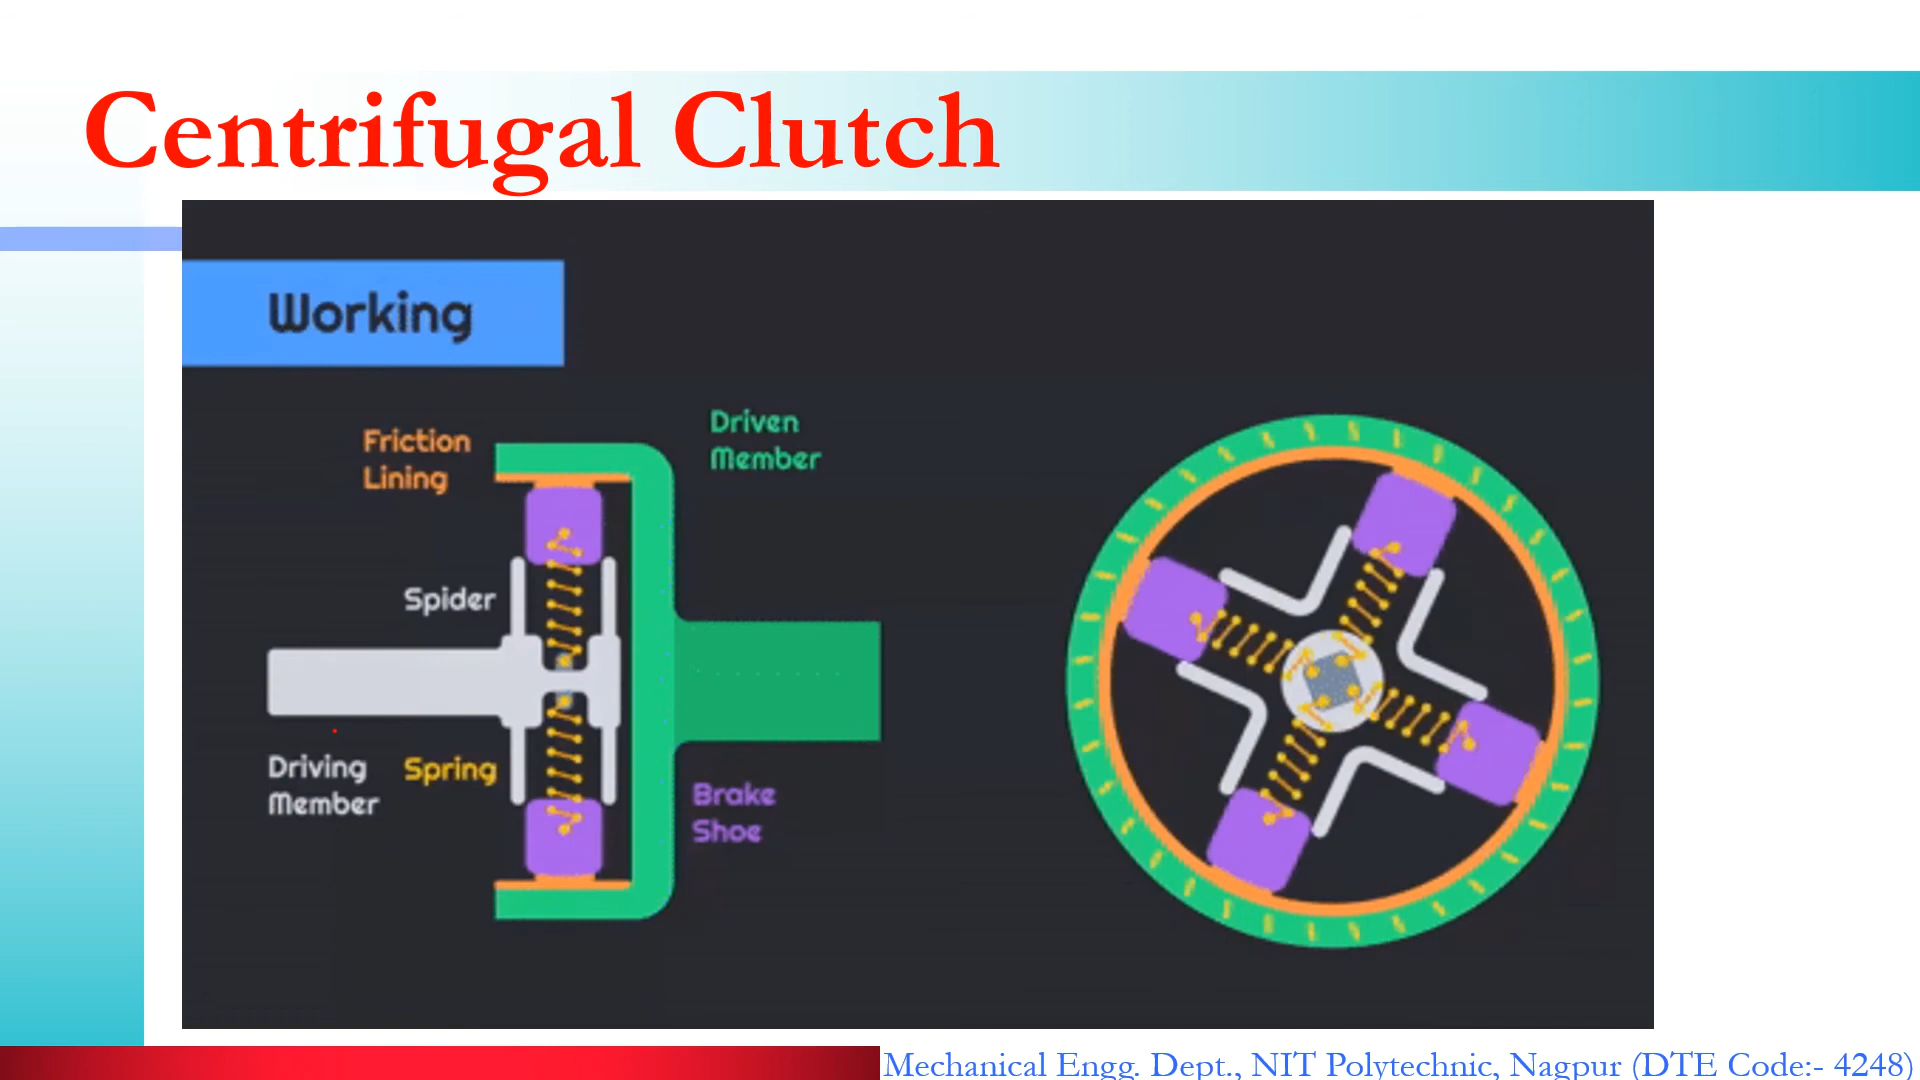 Centrifugal Clutch
Working
Friction
Lining
Driven
Member
Spider
Driving
Member
Spring
Brake
Shoe
Mechanical Engg. Dept., NIT Polytechnic, Nagpur (DTE Code:- 4248)